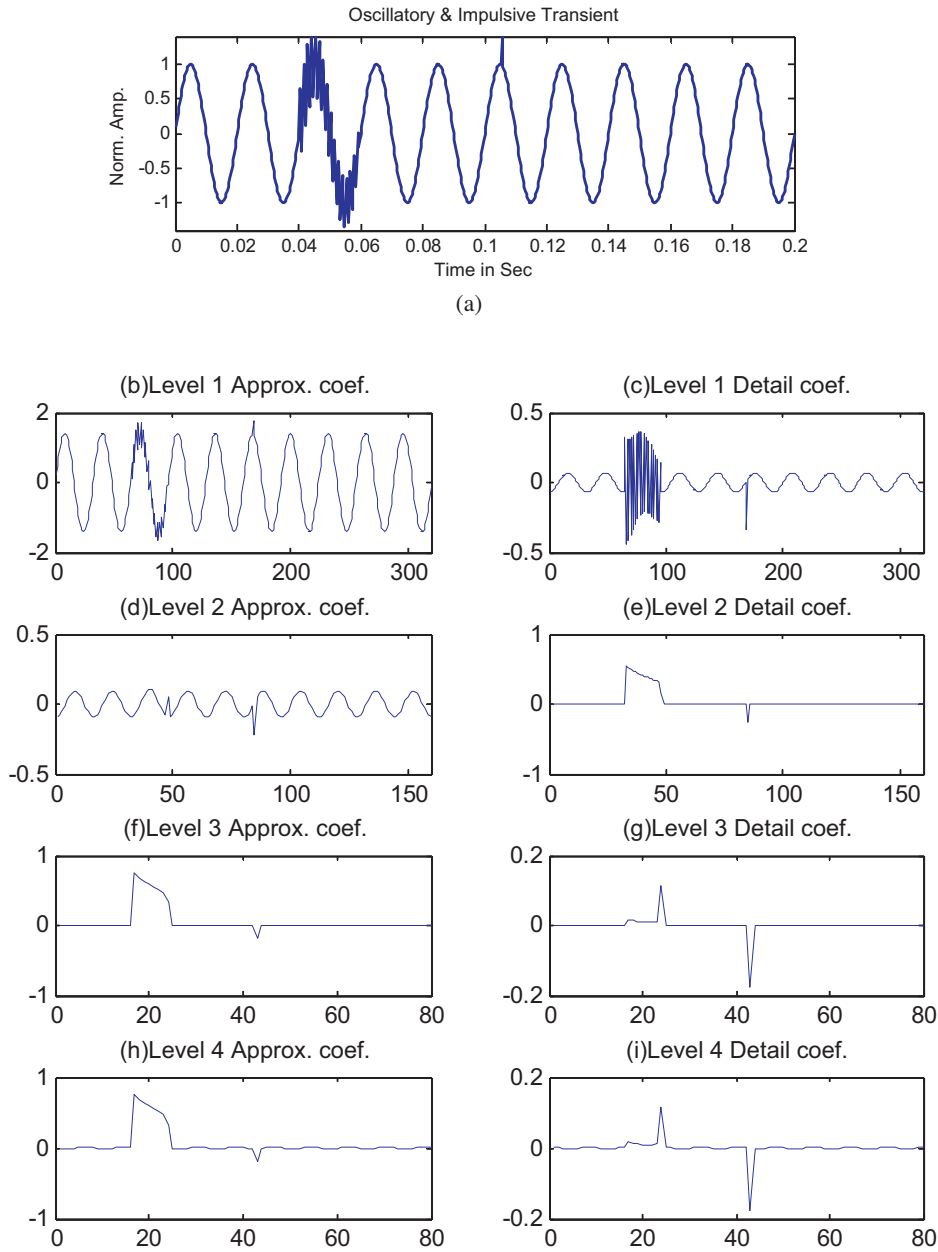 Oscillatory & Impulsive Transient
1
0.5
0
-0.5
-1
Norm. Amp.
0 0.02 0.04 0.06 0.08 0.1 0.12 0.14 0.16 0.18 0.2
Time in Sec
(a)
(b)Level 1 Approx. coef.
2
0
-2
0 100 200 300
(c)Level 1 Detail coef.
0.5
0
-0.5
0 100 200 300
(d)Level 2 Approx. coef.
0.5
0
-0.5
0 50 100 150
(e)Level 2 Detail coef.
1
0
-1
0 50 100 150
(f)Level 3 Approx. coef.
1
0
-1
0 20 40 60 80
(g)Level 3 Detail coef.
0.2
0
-0.2
0 20 40 60 80
(h)Level 4 Approx. coef.
1
0
-1
0 20 40 60 80
(i)Level 4 Detail coef.
0.2
0
-0.2
0 20 40 60 80